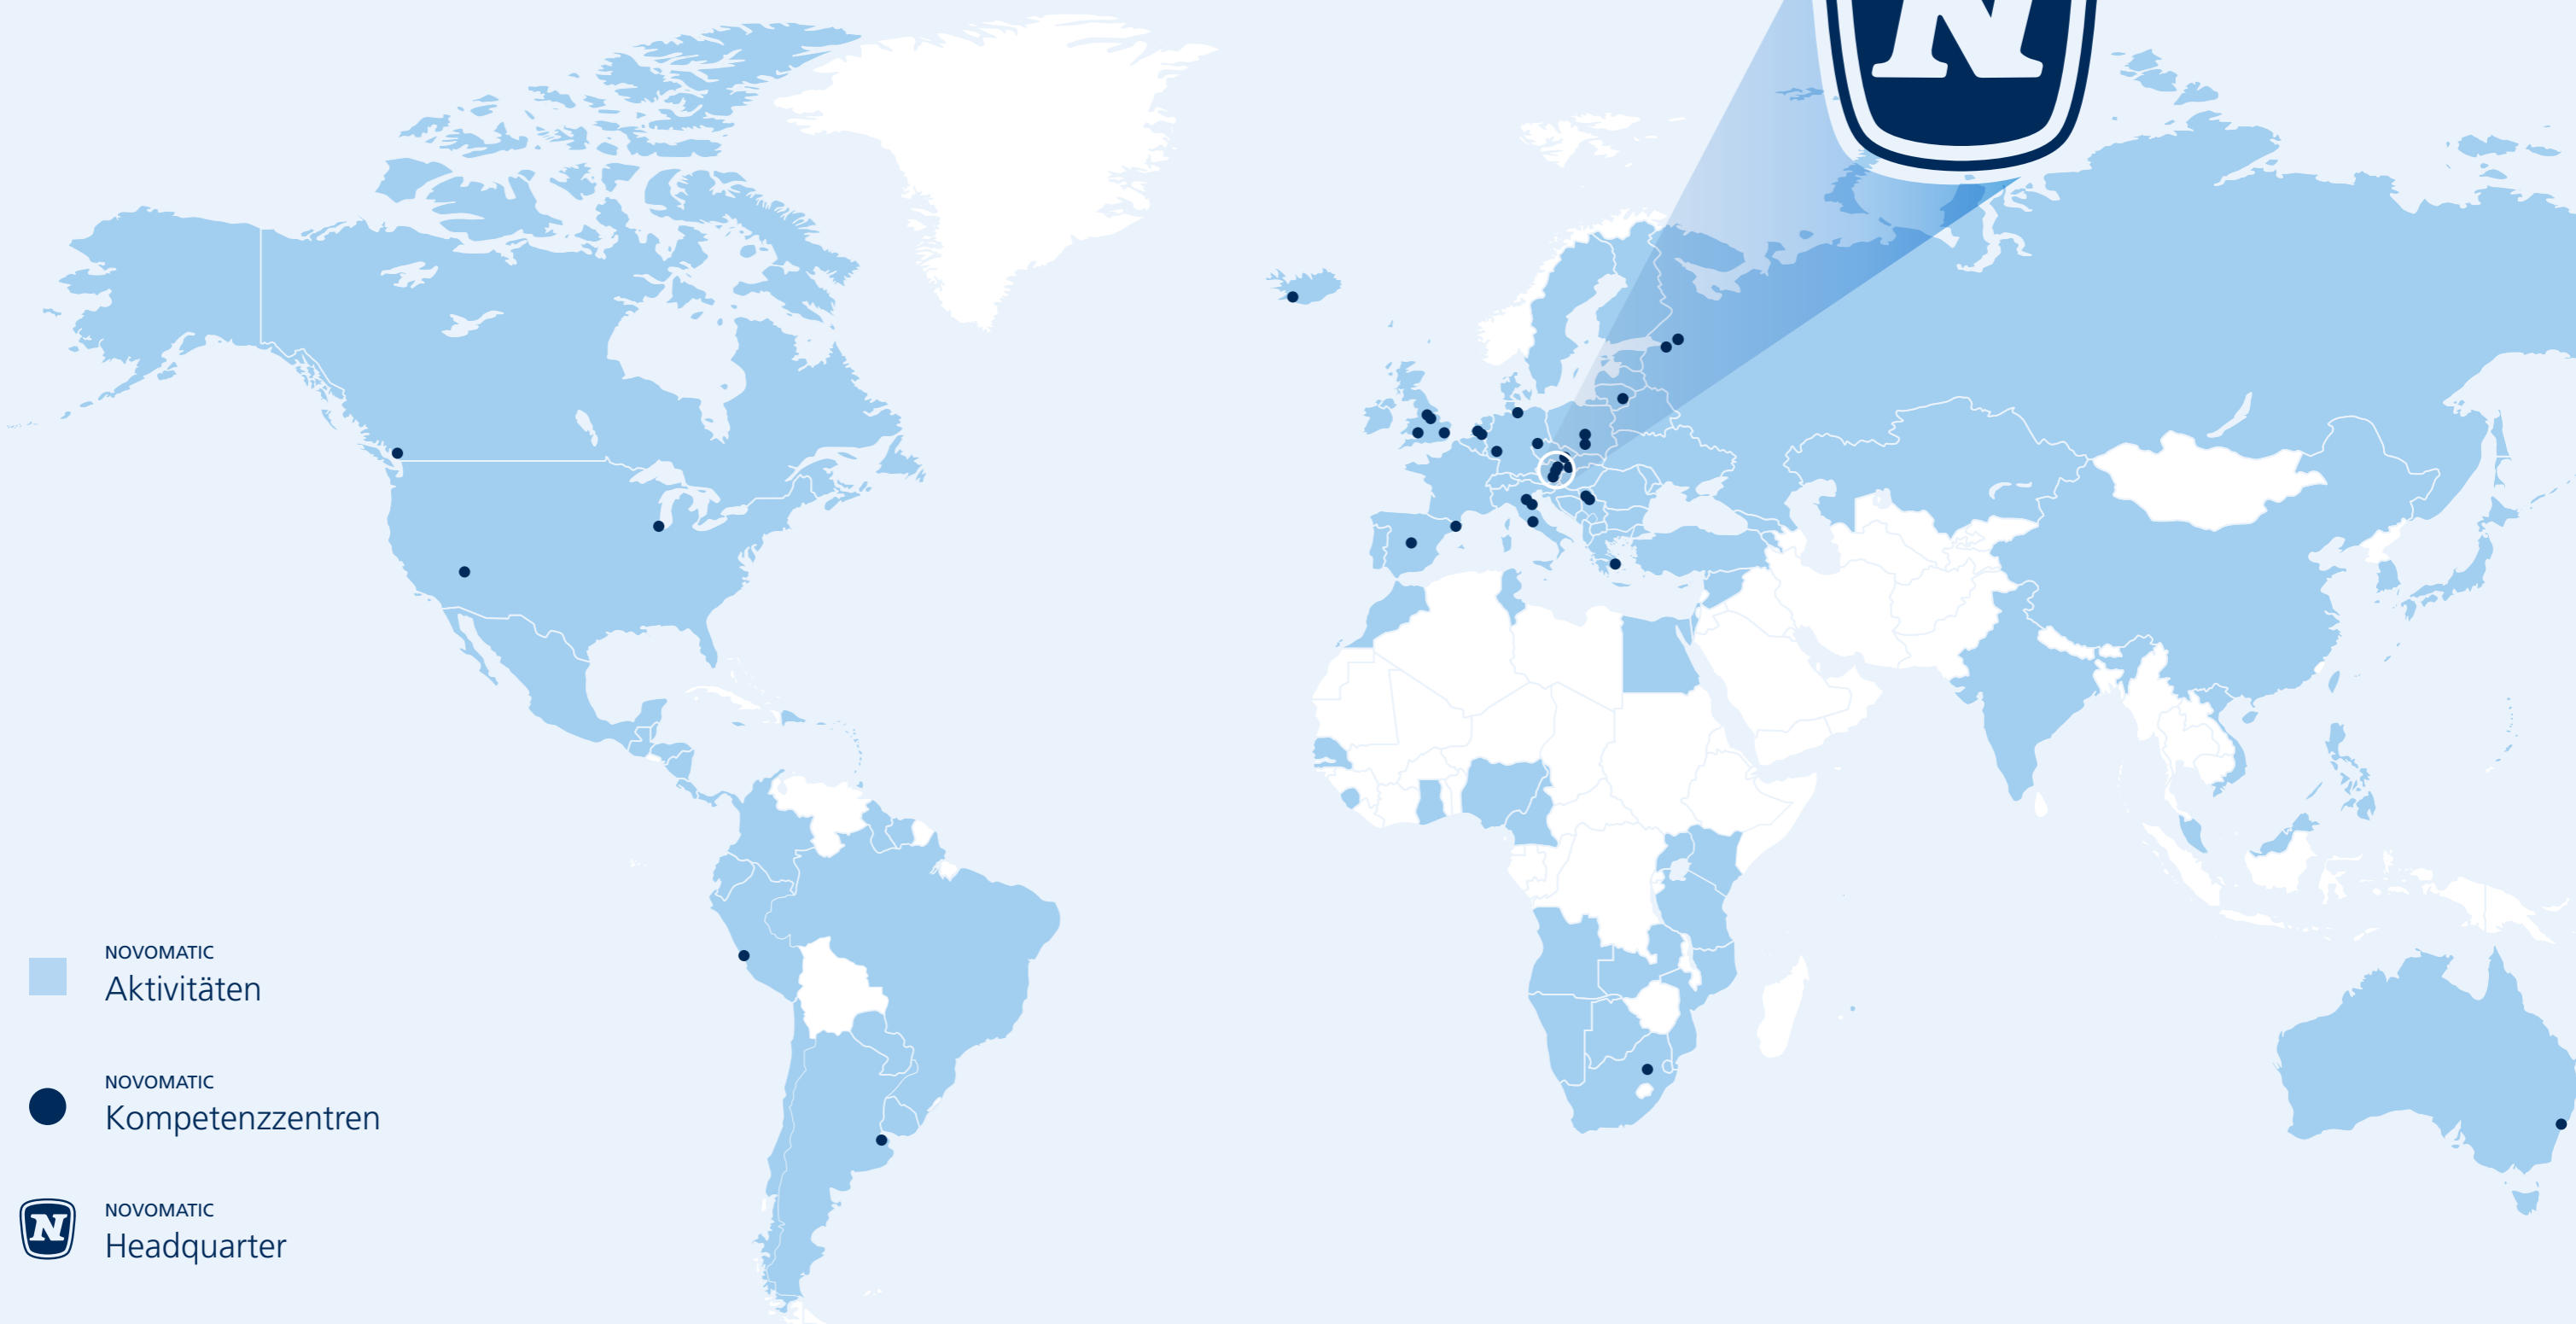 N
NOVOMATIC
Aktivitäten
NOVOMATIC
Kompetenzzentren
N
NOVOMATIC
Headquarter